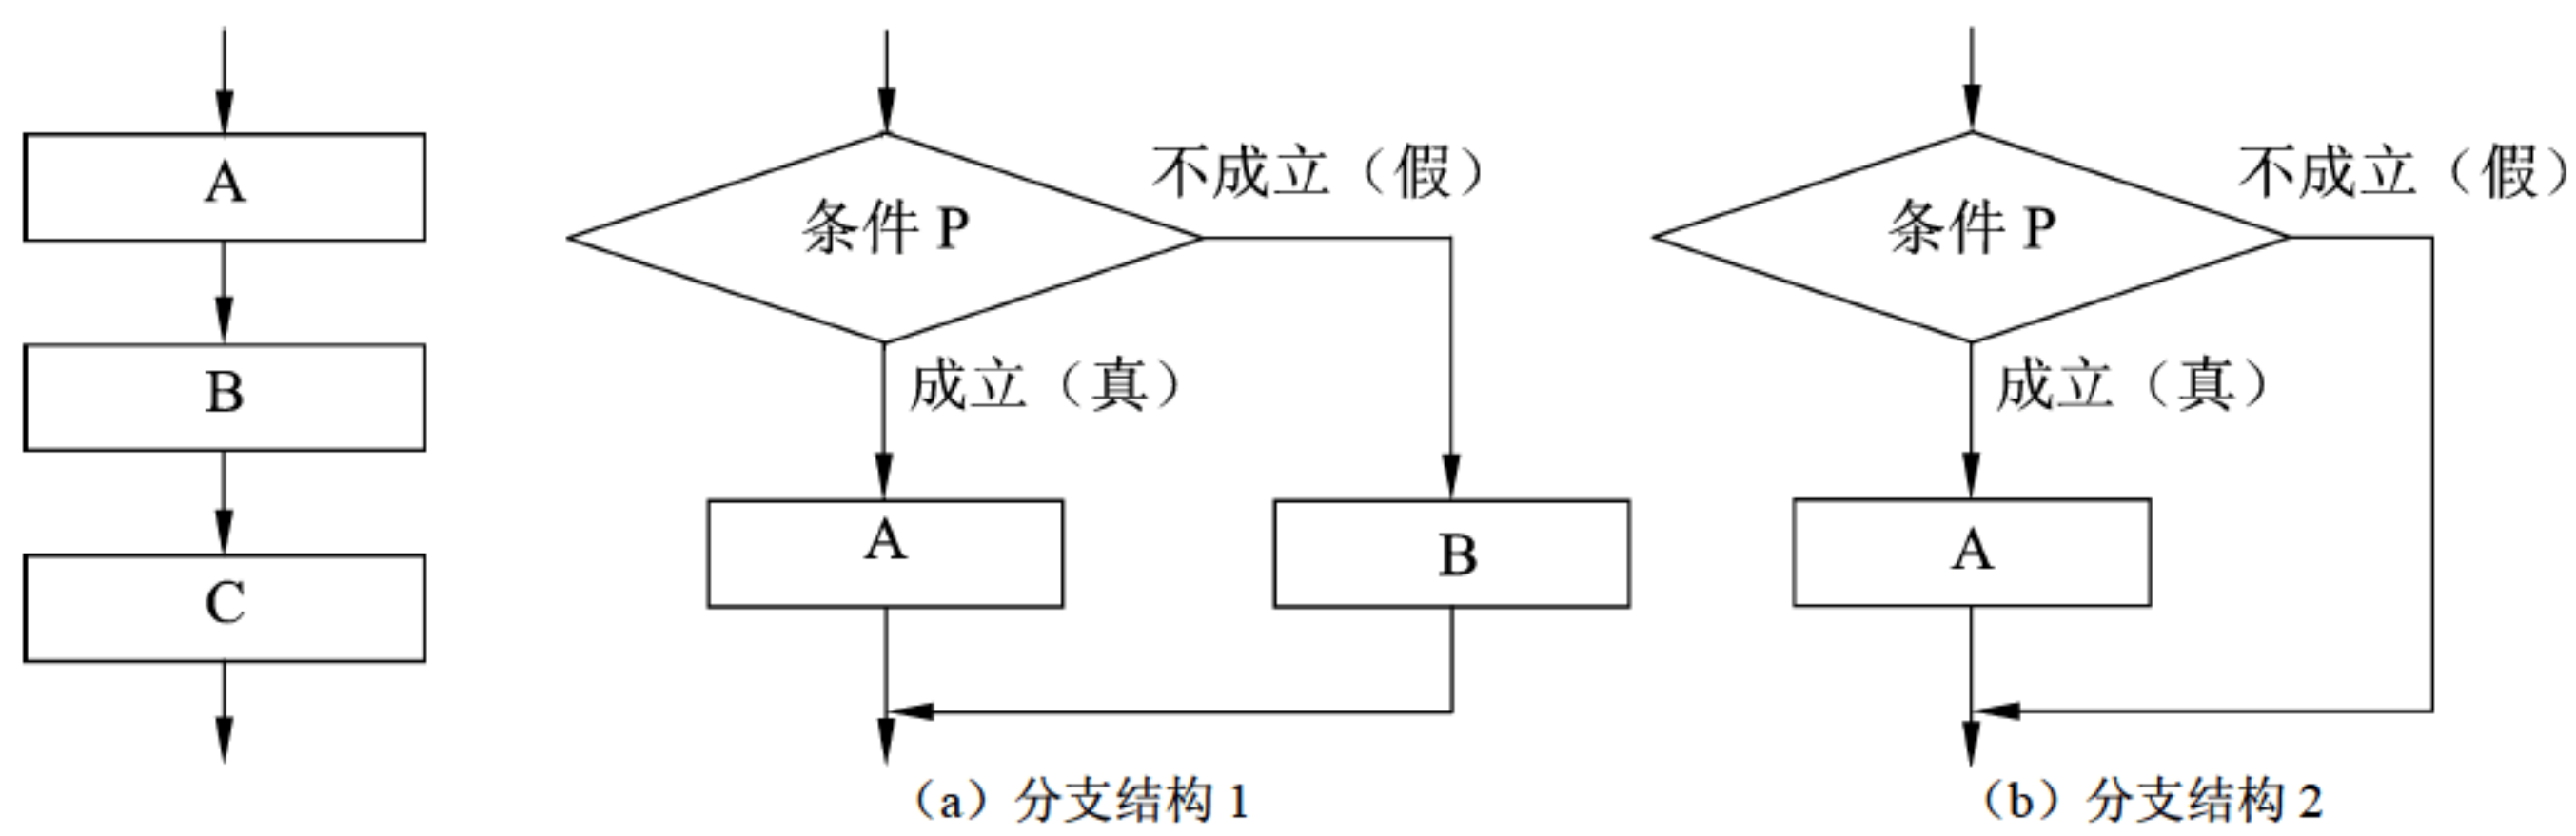 A
B
C
条件 P
不成立（假）
成立（真）
A
B
（a）分支结构 1
条件 P
不成立（假）
成立（真）
A
（b）分支结构 2